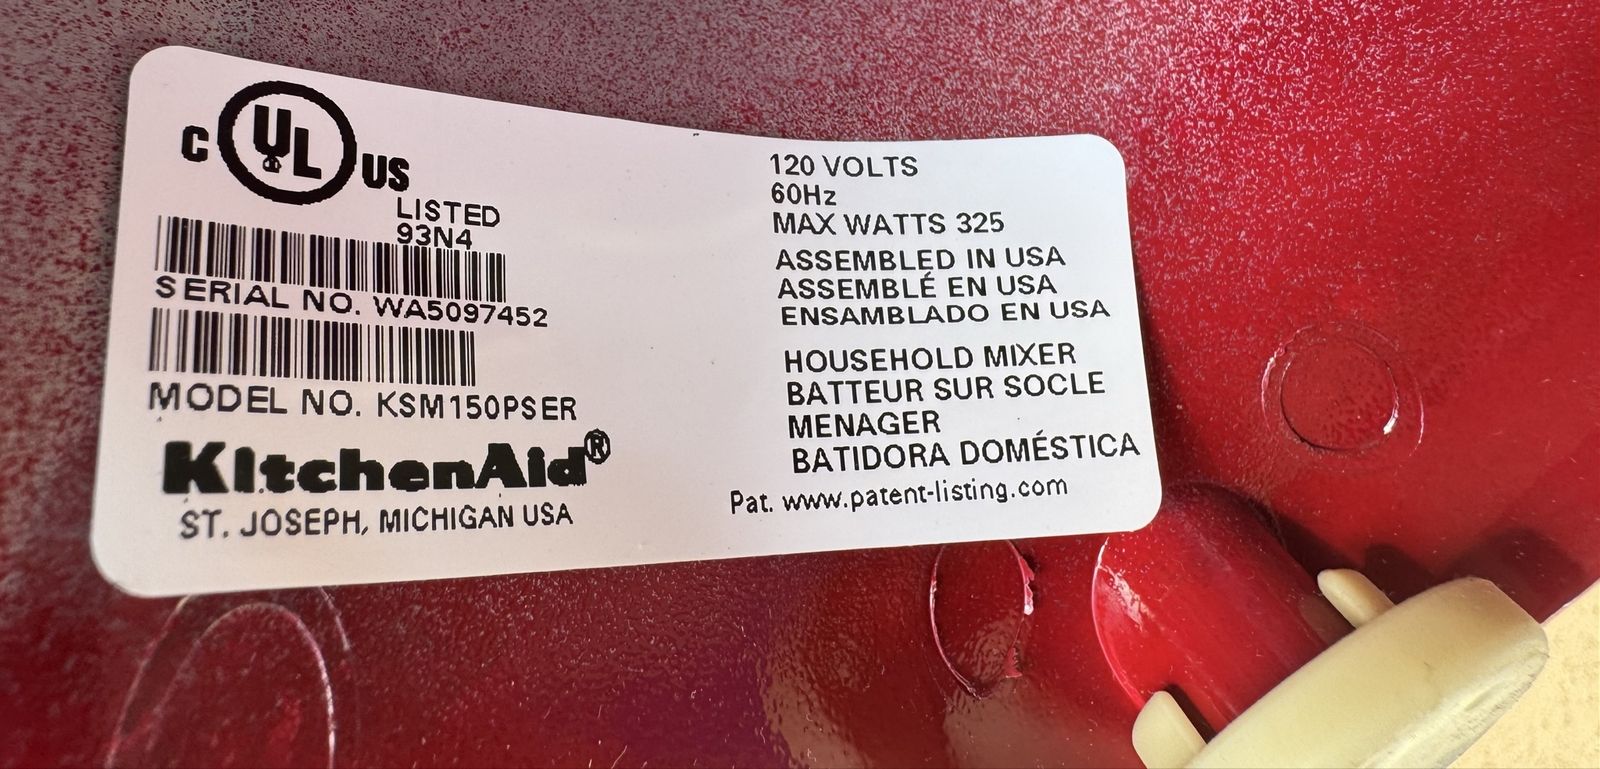 C UL US
LISTED
93N4
SERIAL NO. WA5097452
MODEL NO. KSM150PSER
KitchenAid®
ST. JOSEPH, MICHIGAN USA
120 VOLTS
60Hz
MAX WATTS 325
ASSEMBLED IN USA
ASSEMBLÉ EN USA
ENSAMBLADO EN USA
HOUSEHOLD MIXER
BATTEUR SUR SOCLE
MENAGER
BATIDORA DOMÉSTICA
Pat. www.patent-listing.com